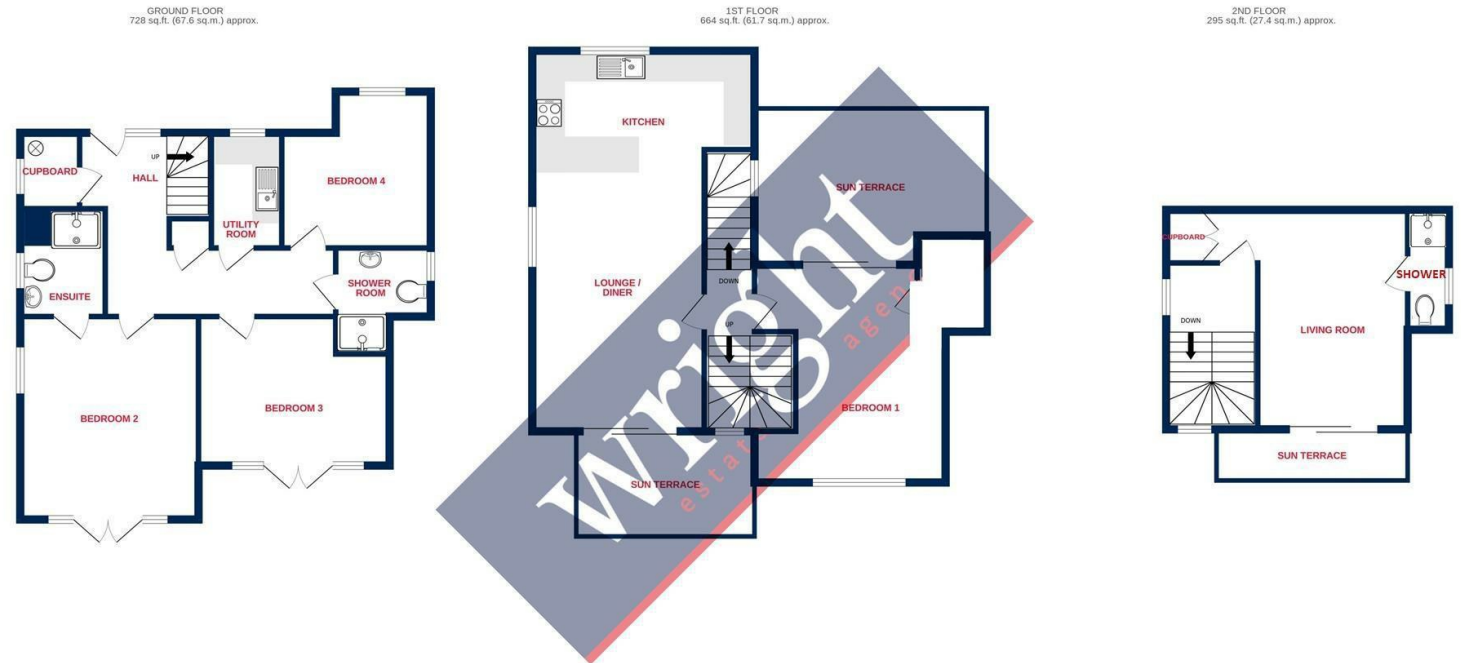 GROUND FLOOR
728 sq.ft. (67.6 sq.m.) approx.
1ST FLOOR
664 sq.ft. (61.7 sq.m.) approx.
2ND FLOOR
295 sq.ft. (27.4 sq.m.) approx.
CUPBOARD
HALL
UP
UTILITY
ROOM
BEDROOM 4
ENSUITE
SHOWER
ROOM
BEDROOM 2
BEDROOM 3
KITCHEN
SUN TERRACE
LOUNGE /
DINER
DOWN
UP
BEDROOM 1
SUN TERRACE
wright
estate agency
CUPBOARD
SHOWER
LIVING ROOM
DOWN
SUN TERRACE